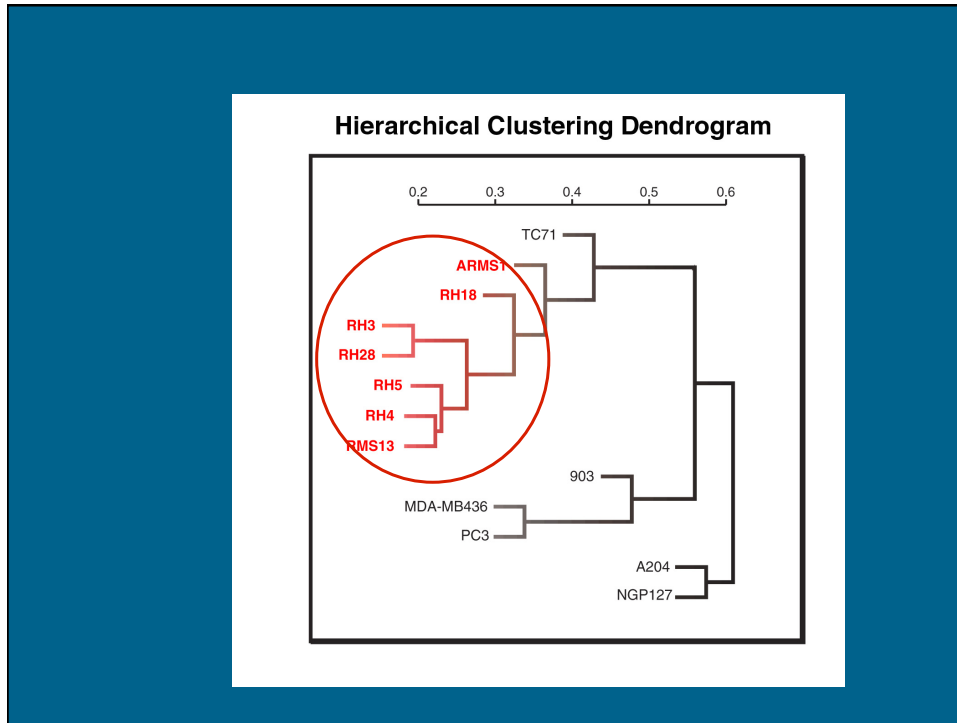 Hierarchical Clustering Dendrogram
0.2 0.3 0.4 0.5 0.6
TC71
ARMS1
RH18
RH3
RH28
RH5
RH4
RMS13
903
MDA-MB436
PC3
A204
NGP127